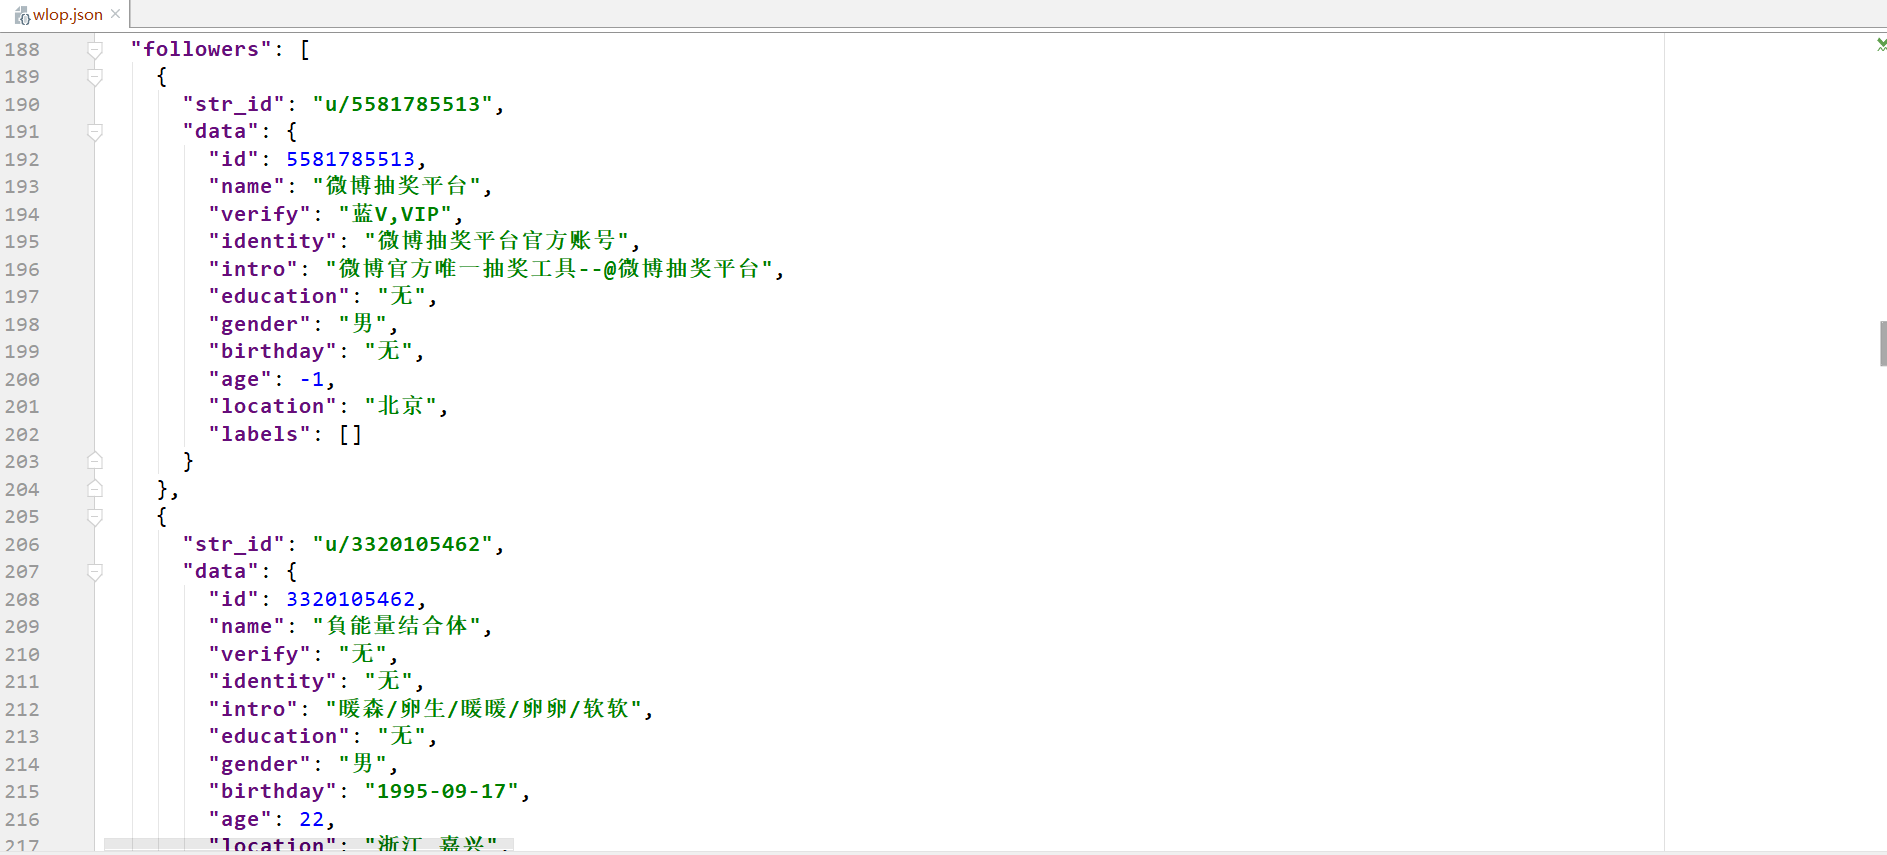 wlop.json
188 "followers": [
189 {
190 "str_id": "u/5581785513",
191 "data": {
192 "id": 5581785513,
193 "name": "微博抽奖平台",
194 "verify": "蓝V,VIP",
195 "identity": "微博抽奖平台官方账号",
196 "intro": "微博官方唯一抽奖工具--@微博抽奖平台",
197 "education": "无",
198 "gender": "男",
199 "birthday": "无",
200 "age": -1,
201 "location": "北京",
202 "labels": []
203 }
204 },
205 {
206 "str_id": "u/3320105462",
207 "data": {
208 "id": 3320105462,
209 "name": "負能量结合体",
210 "verify": "无",
211 "identity": "无",
212 "intro": "暖森/卵生/暖暖/卵卵/软软",
213 "education": "无",
214 "gender": "男",
215 "birthday": "1995-09-17",
216 "age": 22,
217 "location": "浙江 嘉兴",